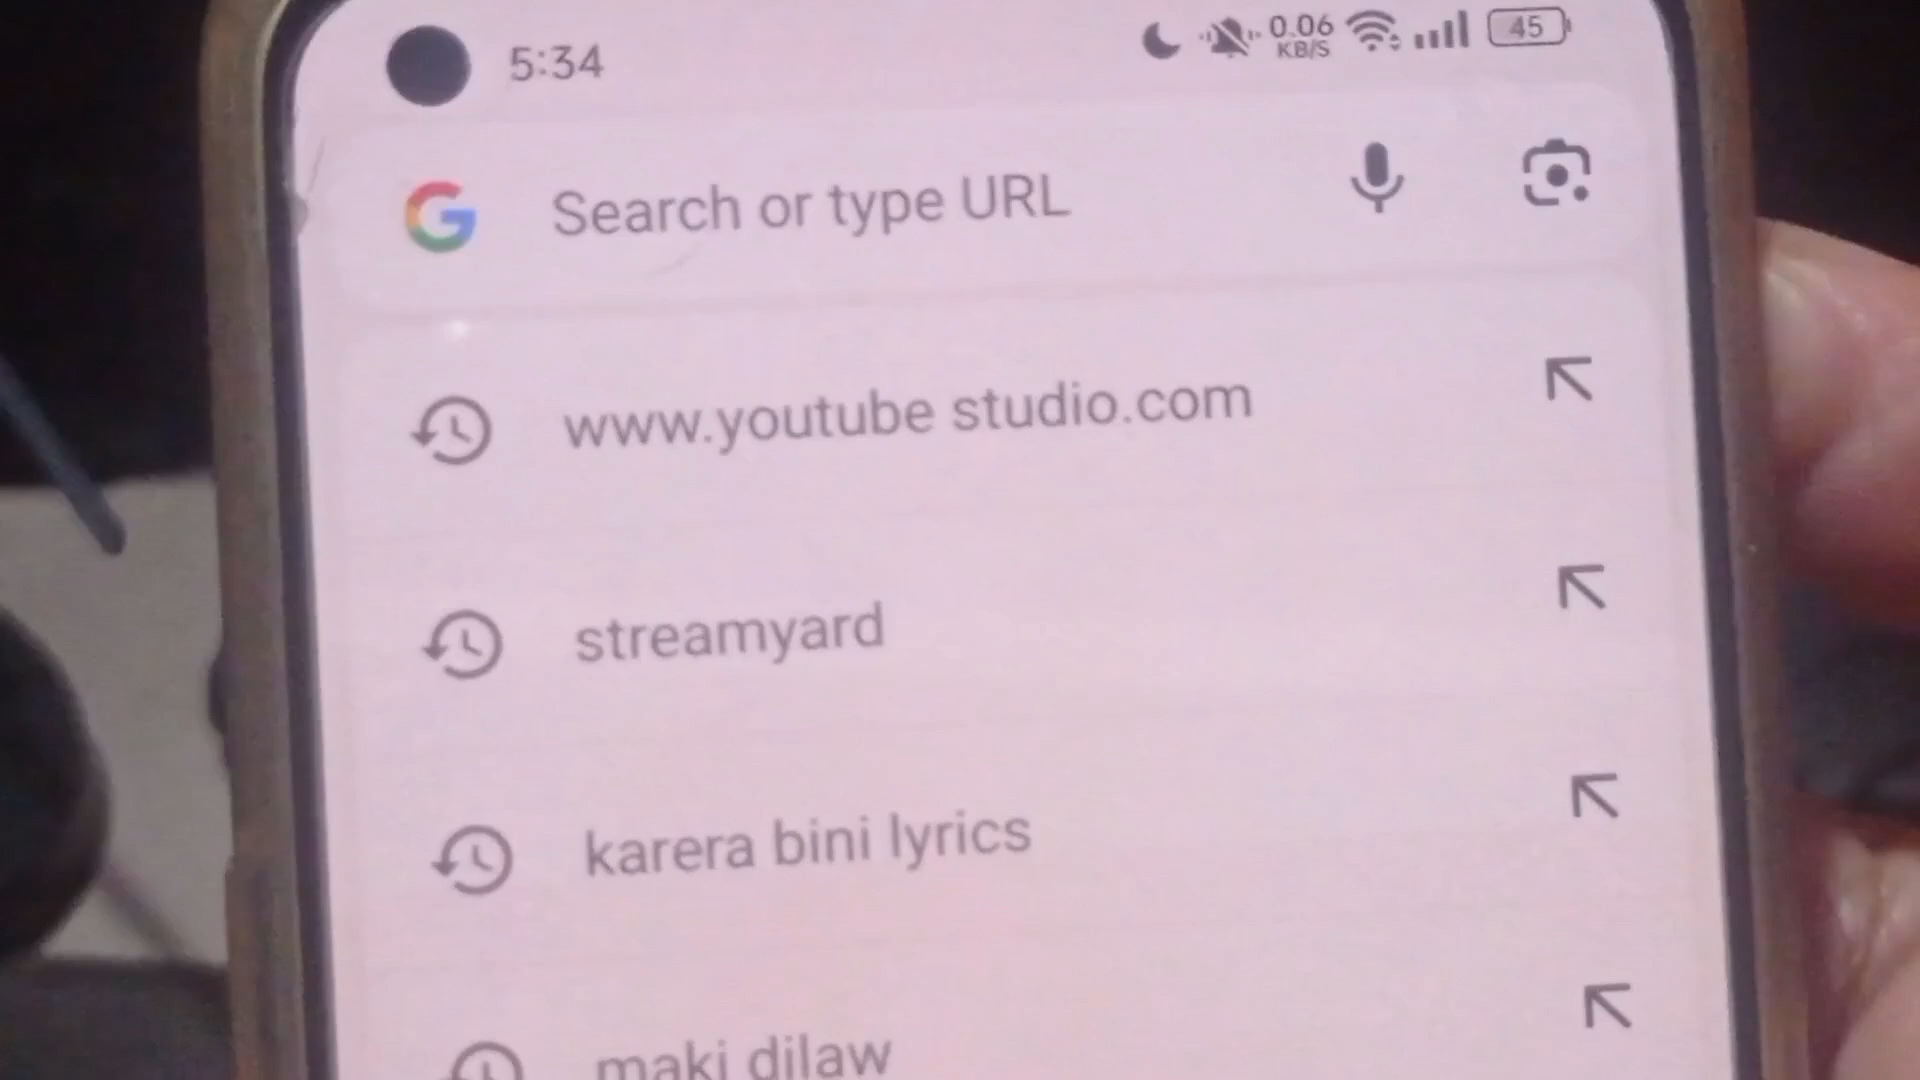 5:34 0.06 KB/S 45
G Search or type URL
www.youtube studio.com
streamyard
karera bini lyrics
maki dilaw